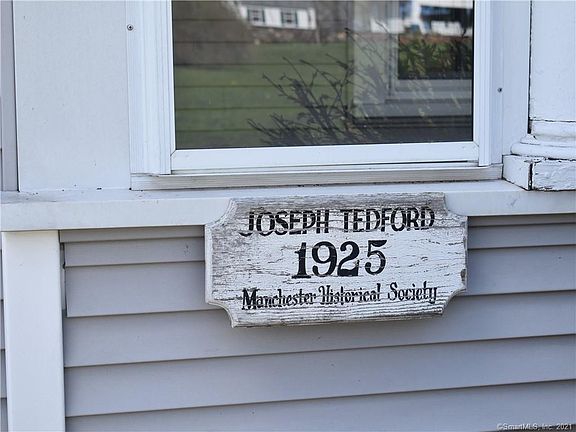 JOSEPH TEDFORD
1925
Manchester Historical Society
©SmartMLS, Inc. 2021